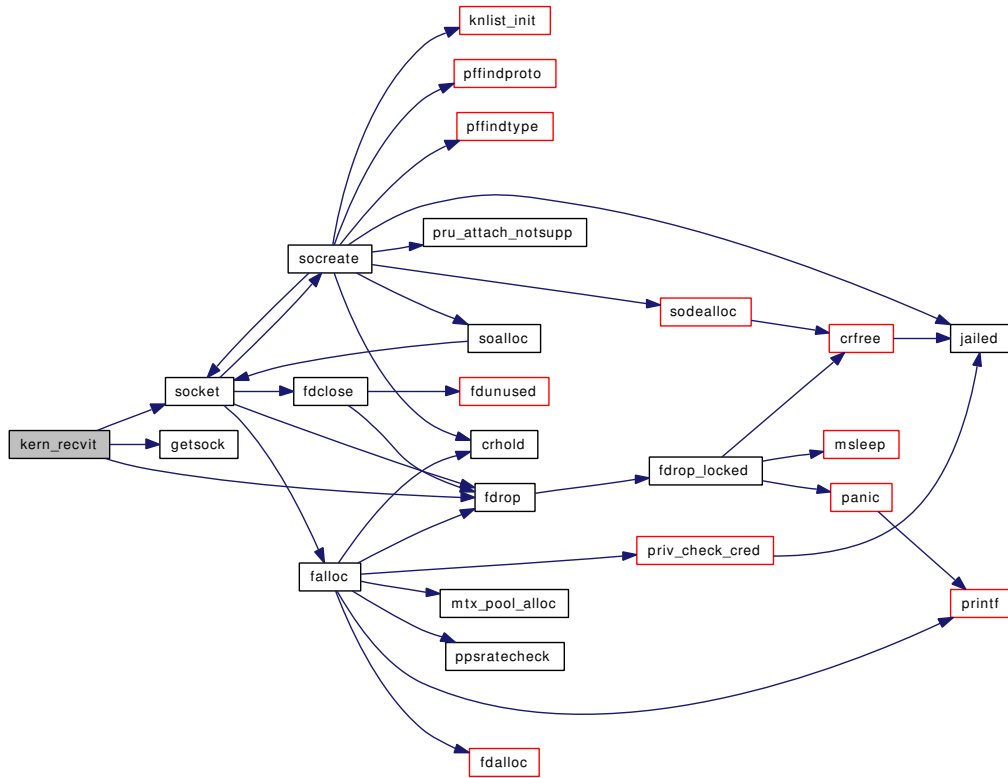 knlist_init
pffindproto
pffindtype
pru_attach_notsupp
socreate
sodealloc
soalloc
crfree
jailed
socket
fdclose
fdunused
kern_recvit
getsock
crhold
msleep
fdrop_locked
fdrop
panic
priv_check_cred
falloc
mtx_pool_alloc
printf
ppsratecheck
fdalloc